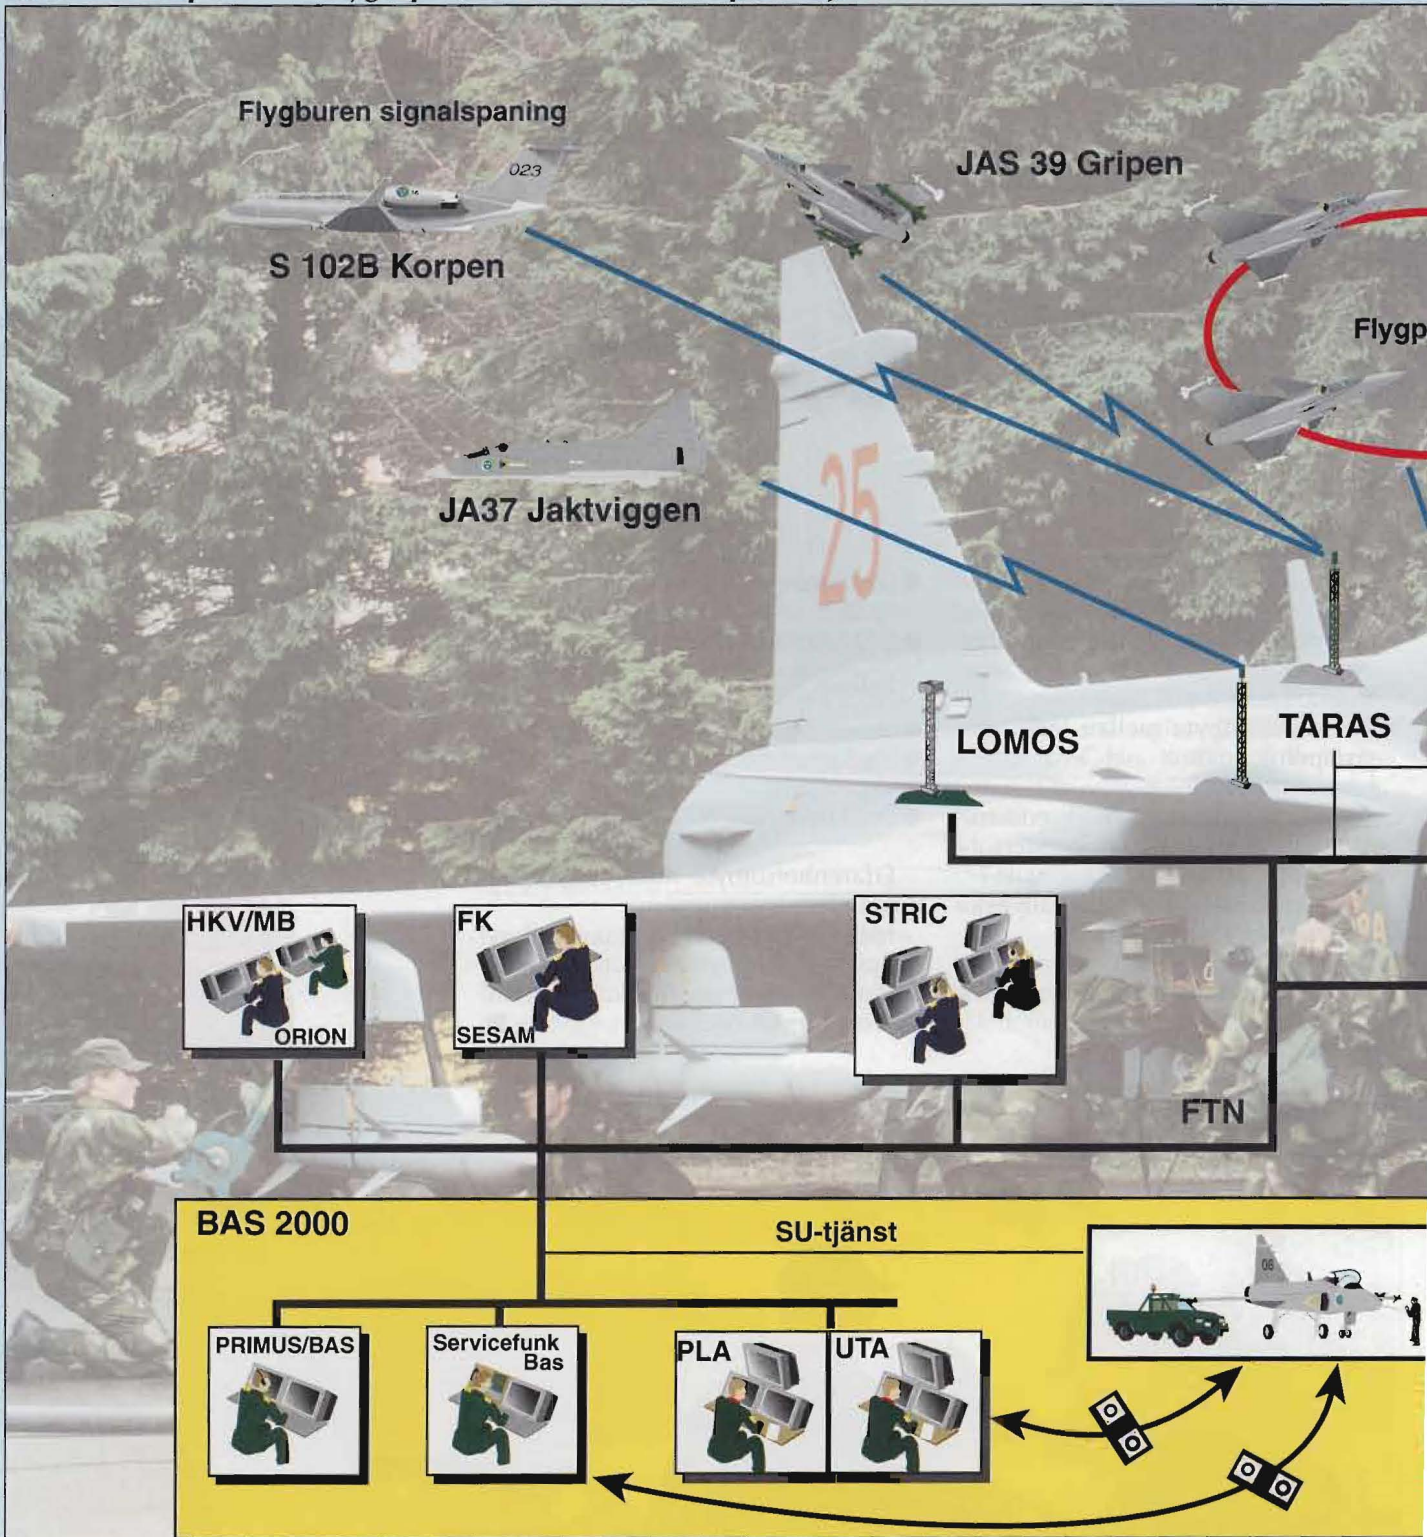 Flygburen signalspaning
023
S 102B Korpen
JAS 39 Gripen
Flygp
JA37 Jaktviggen
25
LOMOS
TARAS
HKV/MB
ORION
FK
SESAM
STRIC
FTN
BAS 2000
SU-tjänst
08
PRIMUS/BAS
Servicefunk
Bas
PLA
UTA